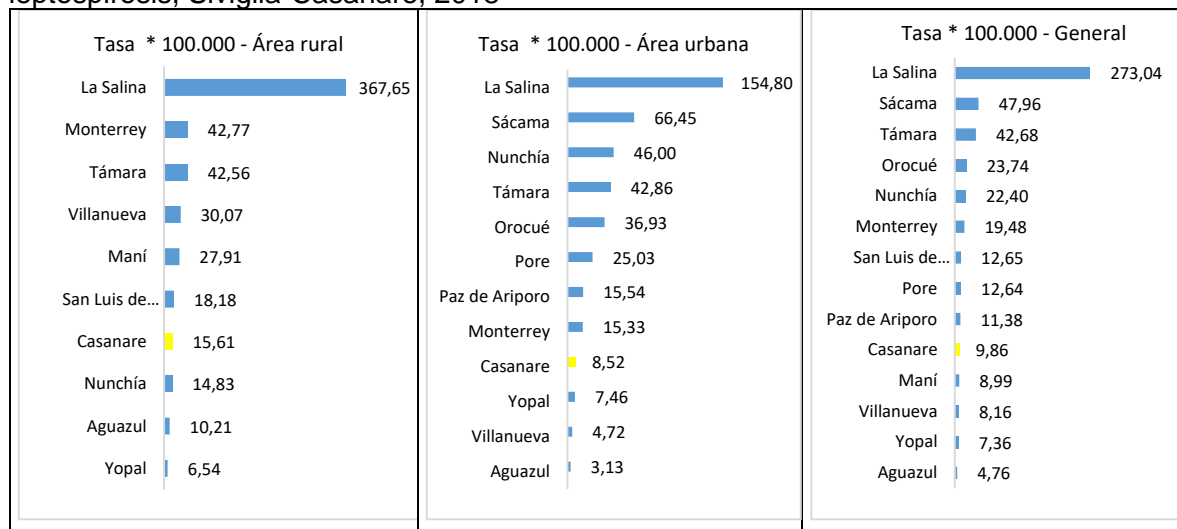 leptospirosis, Sivigila Casanare, 2018
Tasa * 100.000 - Área rural
La Salina 367,65
Monterrey 42,77
Támara 42,56
Villanueva 30,07
Maní 27,91
San Luis de... 18,18
Casanare 15,61
Nunchía 14,83
Aguazul 10,21
Yopal 6,54
Tasa * 100.000 - Área urbana
La Salina 154,80
Sácama 66,45
Nunchía 46,00
Támara 42,86
Orocué 36,93
Pore 25,03
Paz de Ariporo 15,54
Monterrey 15,33
Casanare 8,52
Yopal 7,46
Villanueva 4,72
Aguazul 3,13
Tasa * 100.000 - General
La Salina 273,04
Sácama 47,96
Támara 42,68
Orocué 23,74
Nunchía 22,40
Monterrey 19,48
San Luis de... 12,65
Pore 12,64
Paz de Ariporo 11,38
Casanare 9,86
Maní 8,99
Villanueva 8,16
Yopal 7,36
Aguazul 4,76